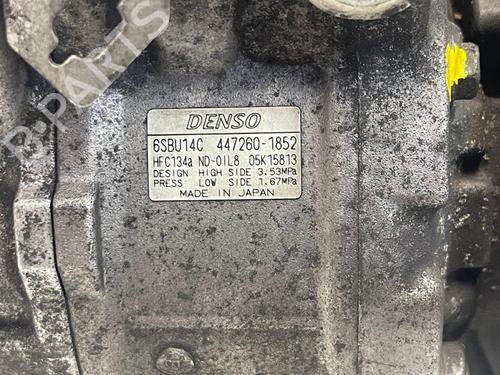 B-PARTS
DENSO
6SBU14C 447260-1852
HFC134a ND-OIL8 05K15813
DESIGN HIGH SIDE 3.53MPa
PRESS LOW SIDE 1.67MPa
MADE IN JAPAN